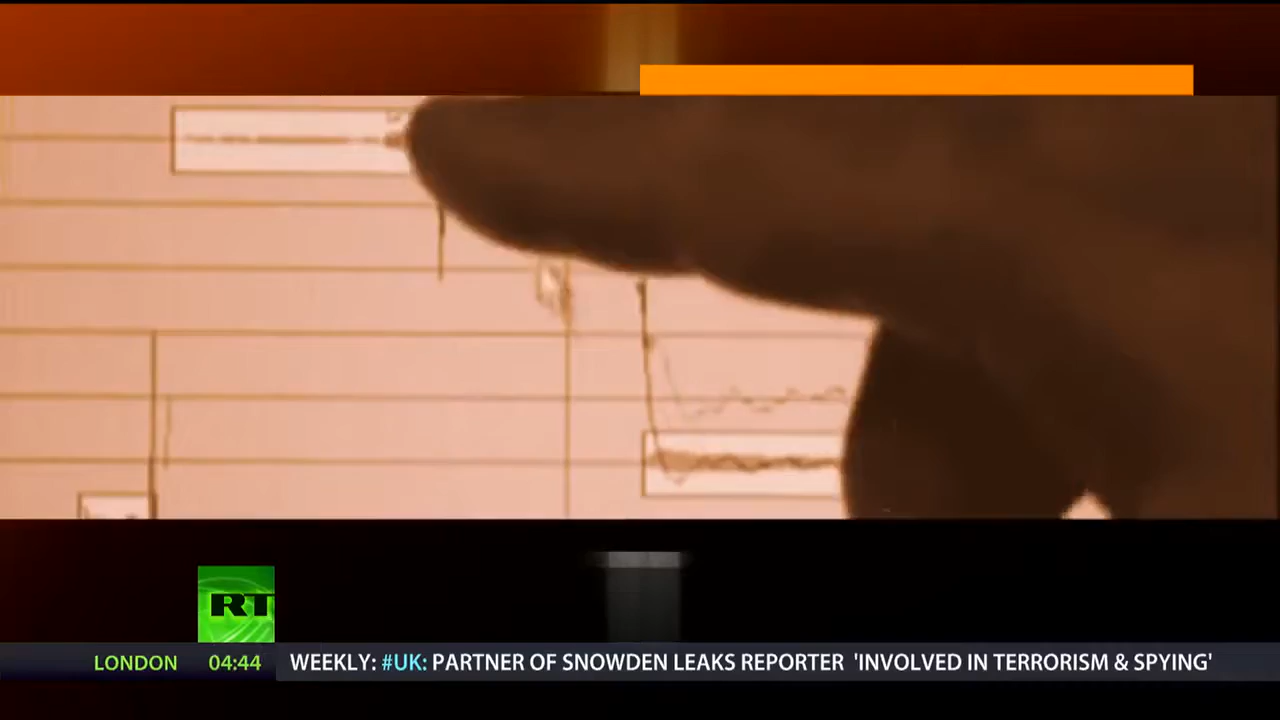 RT
LONDON 04:44 WEEKLY: #UK: PARTNER OF SNOWDEN LEAKS REPORTER 'INVOLVED IN TERRORISM & SPYING'